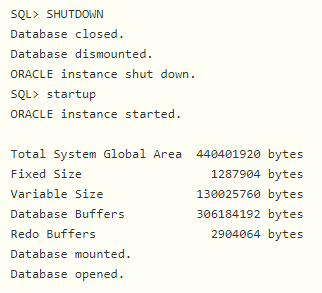 SQL> SHUTDOWN
Database closed.
Database dismounted.
ORACLE instance shut down.
SQL> startup
ORACLE instance started.

Total System Global Area  440401920 bytes
Fixed Size                  1287904 bytes
Variable Size             130025760 bytes
Database Buffers          306184192 bytes
Redo Buffers                2904064 bytes
Database mounted.
Database opened.